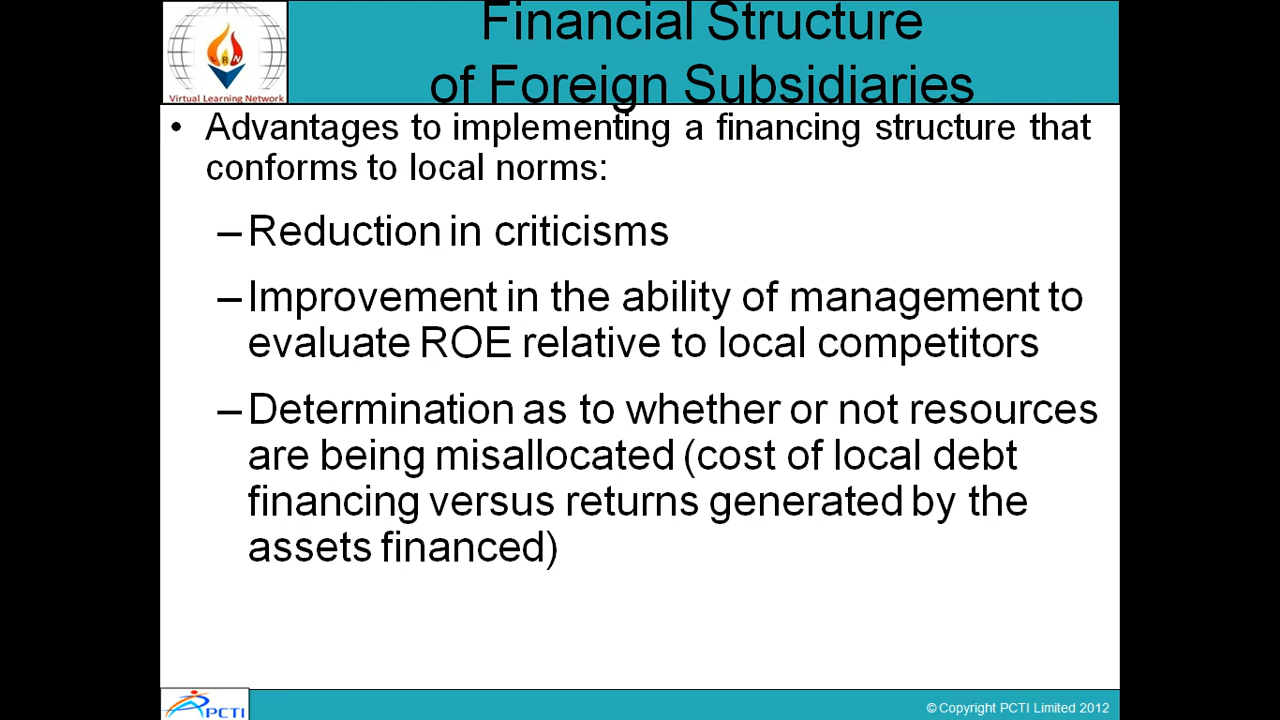 Financial Structure
of Foreign Subsidiaries
LRN
Virtual Learning Network
• Advantages to implementing a financing structure that
conforms to local norms:
–Reduction in criticisms
–Improvement in the ability of management to
evaluate ROE relative to local competitors
–Determination as to whether or not resources
are being misallocated (cost of local debt
financing versus returns generated by the
assets financed)
PCTI
© Copyright PCTI Limited 2012